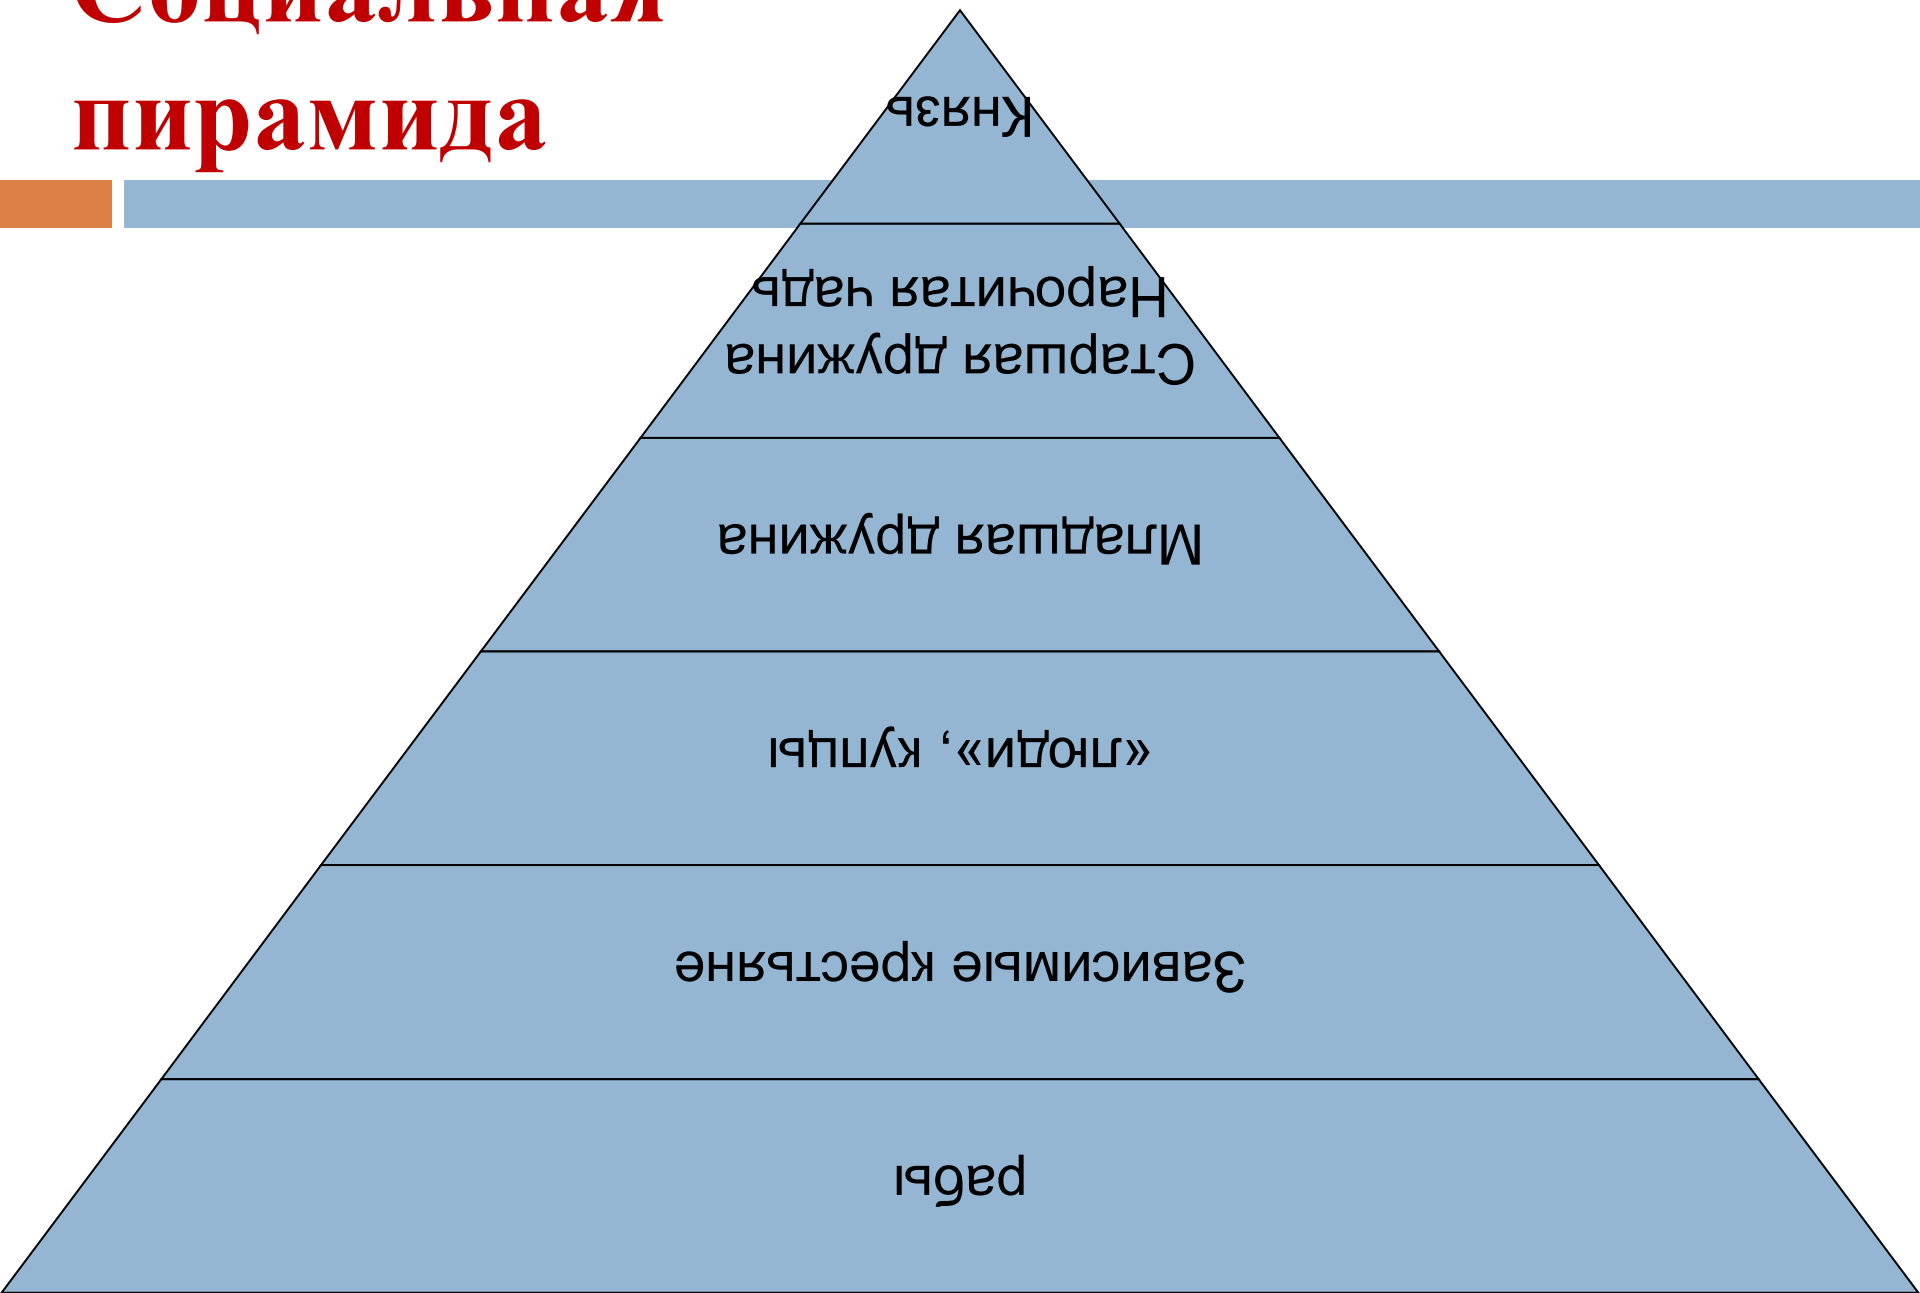 Социальная
пирамида
Князь
Старшая дружина
Нарочитая чадь
Младшая дружина
«люди», купцы
Зависимые крестьяне
рабы